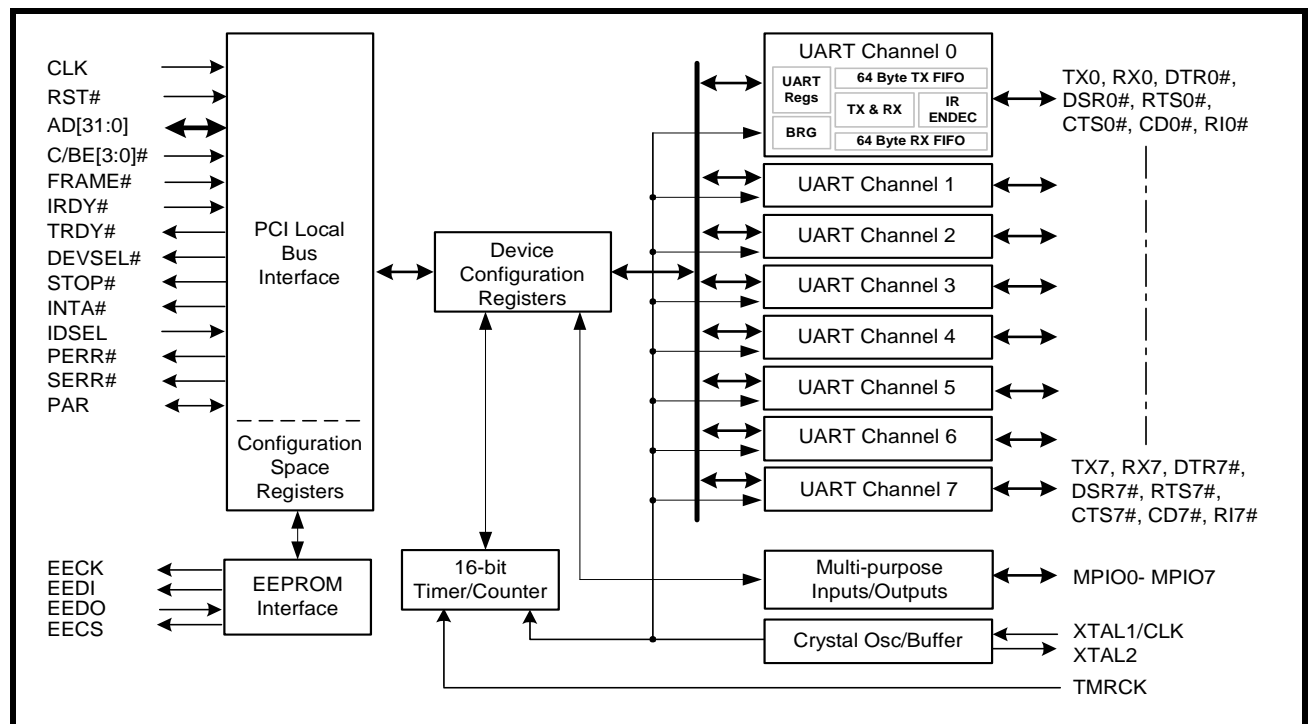 CLK
RST#
AD[31:0]
C/BE[3:0]#
FRAME#
IRDY#
TRDY#
DEVSEL#
STOP#
INTA#
IDSEL
PERR#
SERR#
PAR
PCI Local
Bus
Interface
Configuration
Space
Registers
EECK
EEDI
EEDO
EECS
EEPROM
Interface
Device
Configuration
Registers
16-bit
Timer/Counter
UART Channel 0
UART
Regs
BRG
64 Byte TX FIFO
TX & RX
IR
ENDEC
64 Byte RX FIFO
UART Channel 1
UART Channel 2
UART Channel 3
UART Channel 4
UART Channel 5
UART Channel 6
UART Channel 7
Multi-purpose
Inputs/Outputs
Crystal Osc/Buffer
TX0, RX0, DTR0#,
DSR0#, RTS0#,
CTS0#, CD0#, RI0#
TX7, RX7, DTR7#,
DSR7#, RTS7#,
CTS7#, CD7#, RI7#
MPIO0- MPIO7
XTAL1/CLK
XTAL2
TMRCK